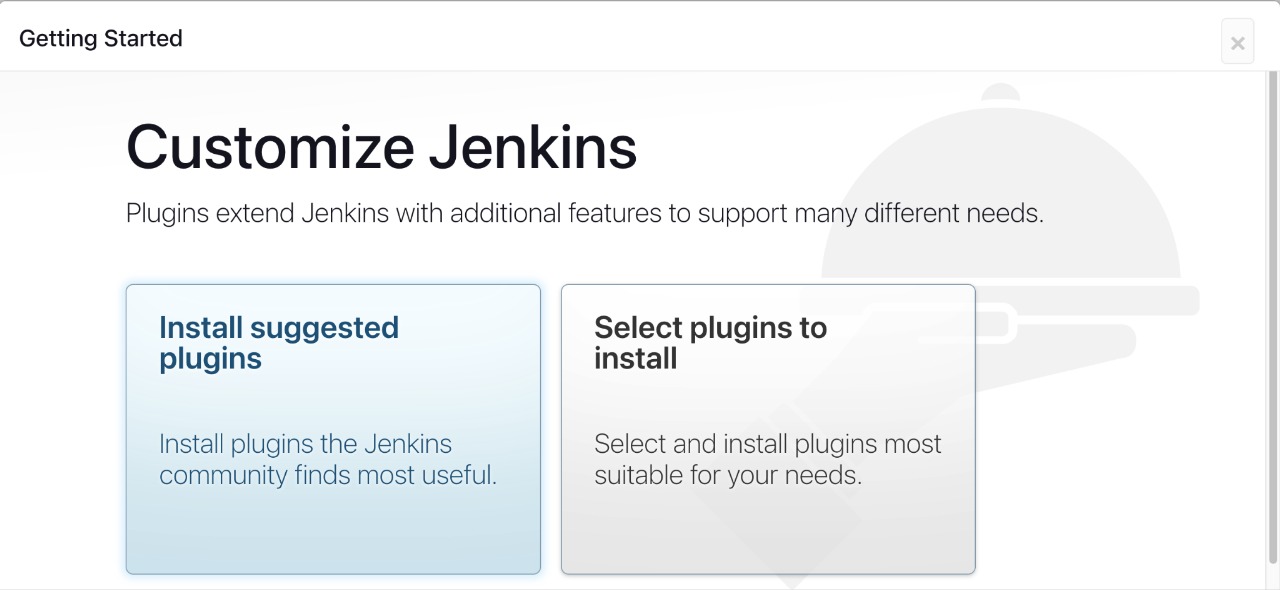 Getting Started
×
Customize Jenkins
Plugins extend Jenkins with additional features to support many different needs.
Install suggested
plugins
Install plugins the Jenkins
community finds most useful.
Select plugins to
install
Select and install plugins most
suitable for your needs.